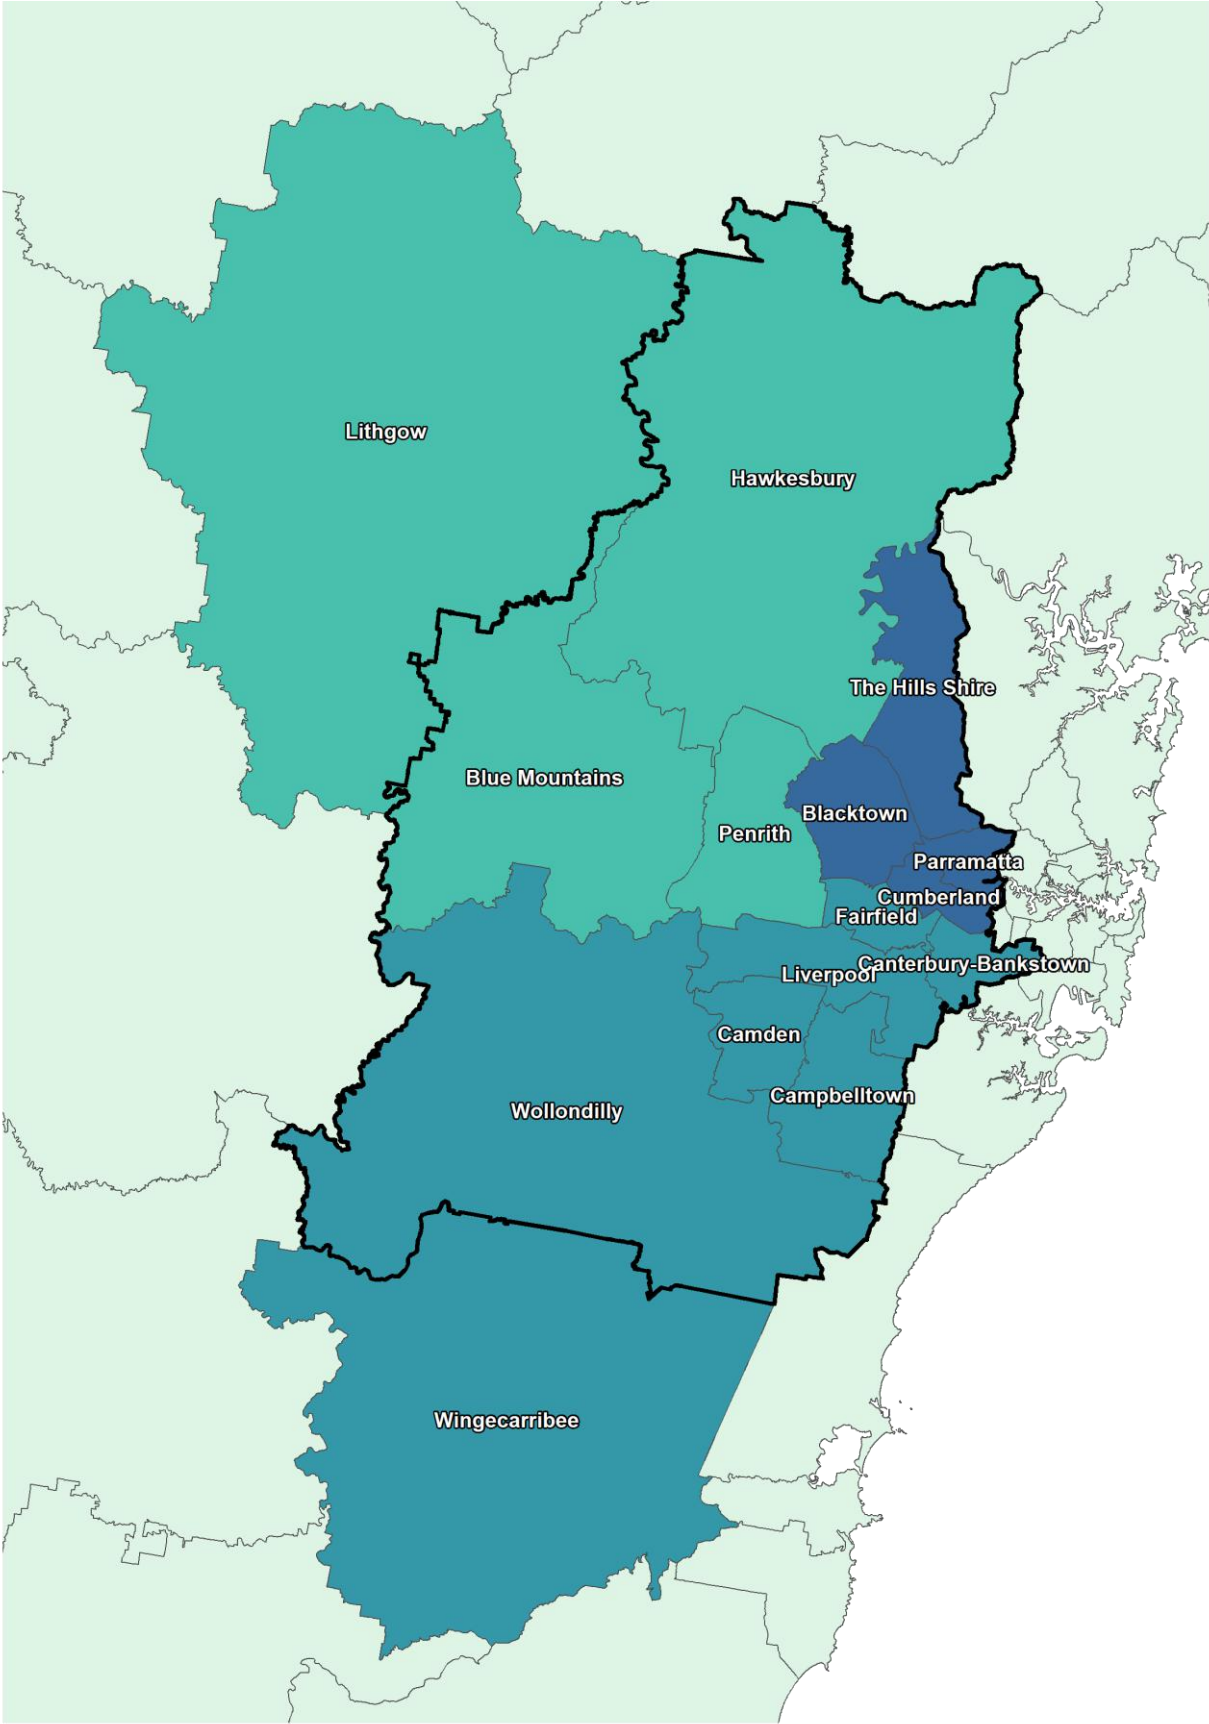 Lithgow
Hawkesbury
The Hills Shire
Blue Mountains
Blacktown
Penrith
Parramatta
Cumberland
Fairfield
Canterbury-Bankstown
Liverpool
Camden
Campbelltown
Wollondilly
Wingecarribee